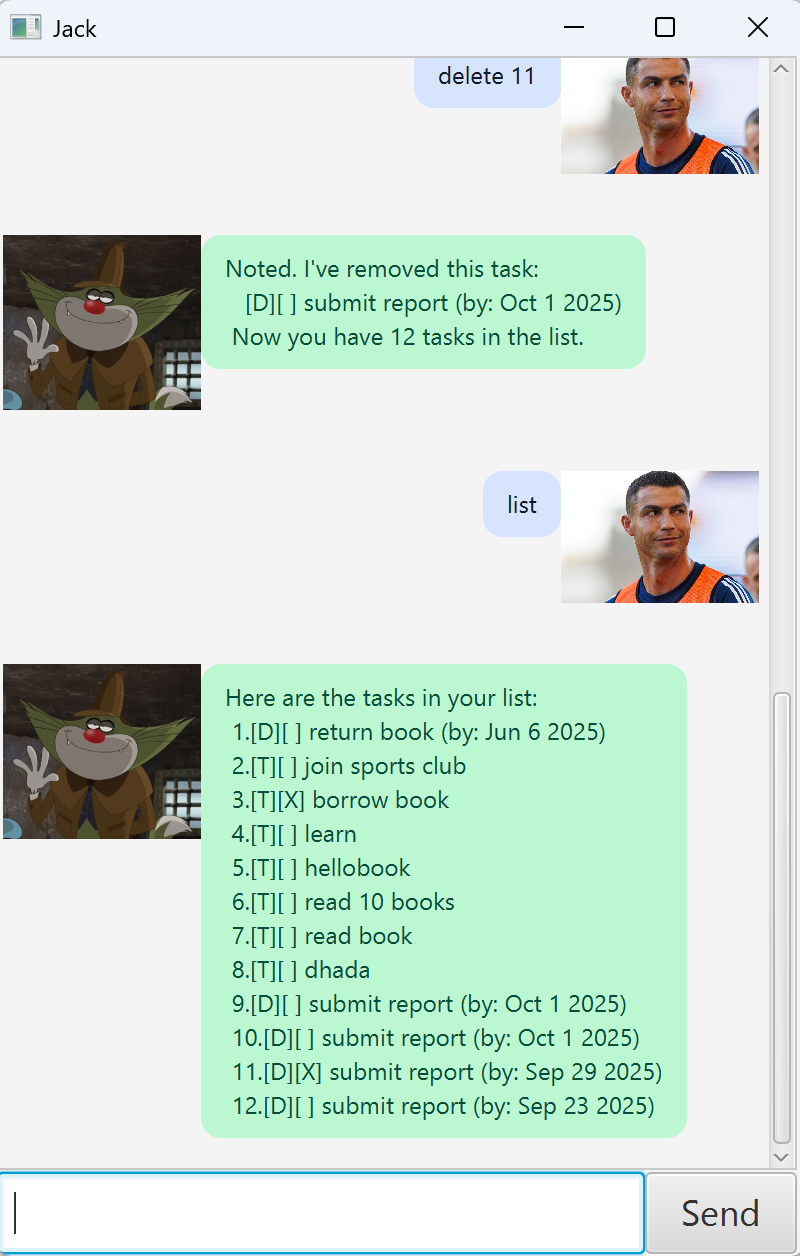 Jack
delete 11
Noted. I've removed this task:
[D][ ] submit report (by: Oct 1 2025)
Now you have 12 tasks in the list.
list
Here are the tasks in your list:
1.[D][ ] return book (by: Jun 6 2025)
2.[T][ ] join sports club
3.[T][X] borrow book
4.[T][ ] learn
5.[T][ ] hellobook
6.[T][ ] read 10 books
7.[T][ ] read book
8.[T][ ] dhada
9.[D][ ] submit report (by: Oct 1 2025)
10.[D][ ] submit report (by: Oct 1 2025)
11.[D][X] submit report (by: Sep 29 2025)
12.[D][ ] submit report (by: Sep 23 2025)
Send